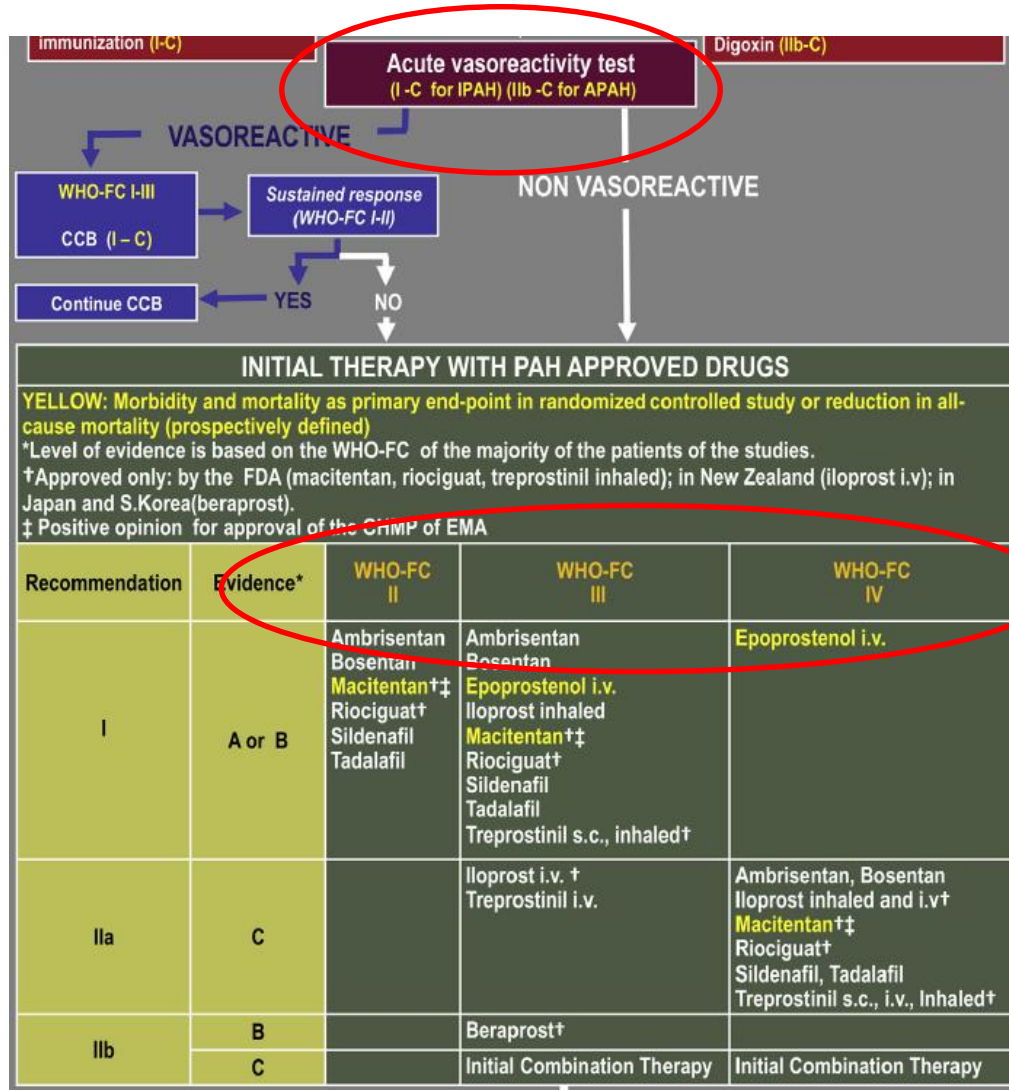 immunization (I-C)
Digoxin (IIb-C)
Acute vasoreactivity test
(I -C for IPAH) (IIb -C for APAH)
VASOREACTIVE
NON VASOREACTIVE
WHO-FC I-III
CCB (I – C)
Sustained response
(WHO-FC I-II)
Continue CCB
YES
NO
INITIAL THERAPY WITH PAH APPROVED DRUGS
YELLOW: Morbidity and mortality as primary end-point in randomized controlled study or reduction in all-
cause mortality (prospectively defined)
*Level of evidence is based on the WHO-FC of the majority of the patients of the studies.
†Approved only: by the FDA (macitentan, riociguat, treprostinil inhaled); in New Zealand (iloprost i.v); in
Japan and S.Korea(beraprost).
‡ Positive opinion for approval of the CHMP of EMA
Recommendation
Evidence*
WHO-FC
II
WHO-FC
III
WHO-FC
IV
I
A or B
Ambrisentan
Bosentan
Macitentan†‡
Riociguat†
Sildenafil
Tadalafil
Ambrisentan
Bosentan
Epoprostenol i.v.
Iloprost inhaled
Macitentan†‡
Riociguat†
Sildenafil
Tadalafil
Treprostinil s.c., inhaled†
Epoprostenol i.v.
IIa
C
Iloprost i.v. †
Treprostinil i.v.
Ambrisentan, Bosentan
Iloprost inhaled and i.v†
Macitentan†‡
Riociguat†
Sildenafil, Tadalafil
Treprostinil s.c., i.v., Inhaled†
IIb
B
Beraprost†
C
Initial Combination Therapy
Initial Combination Therapy